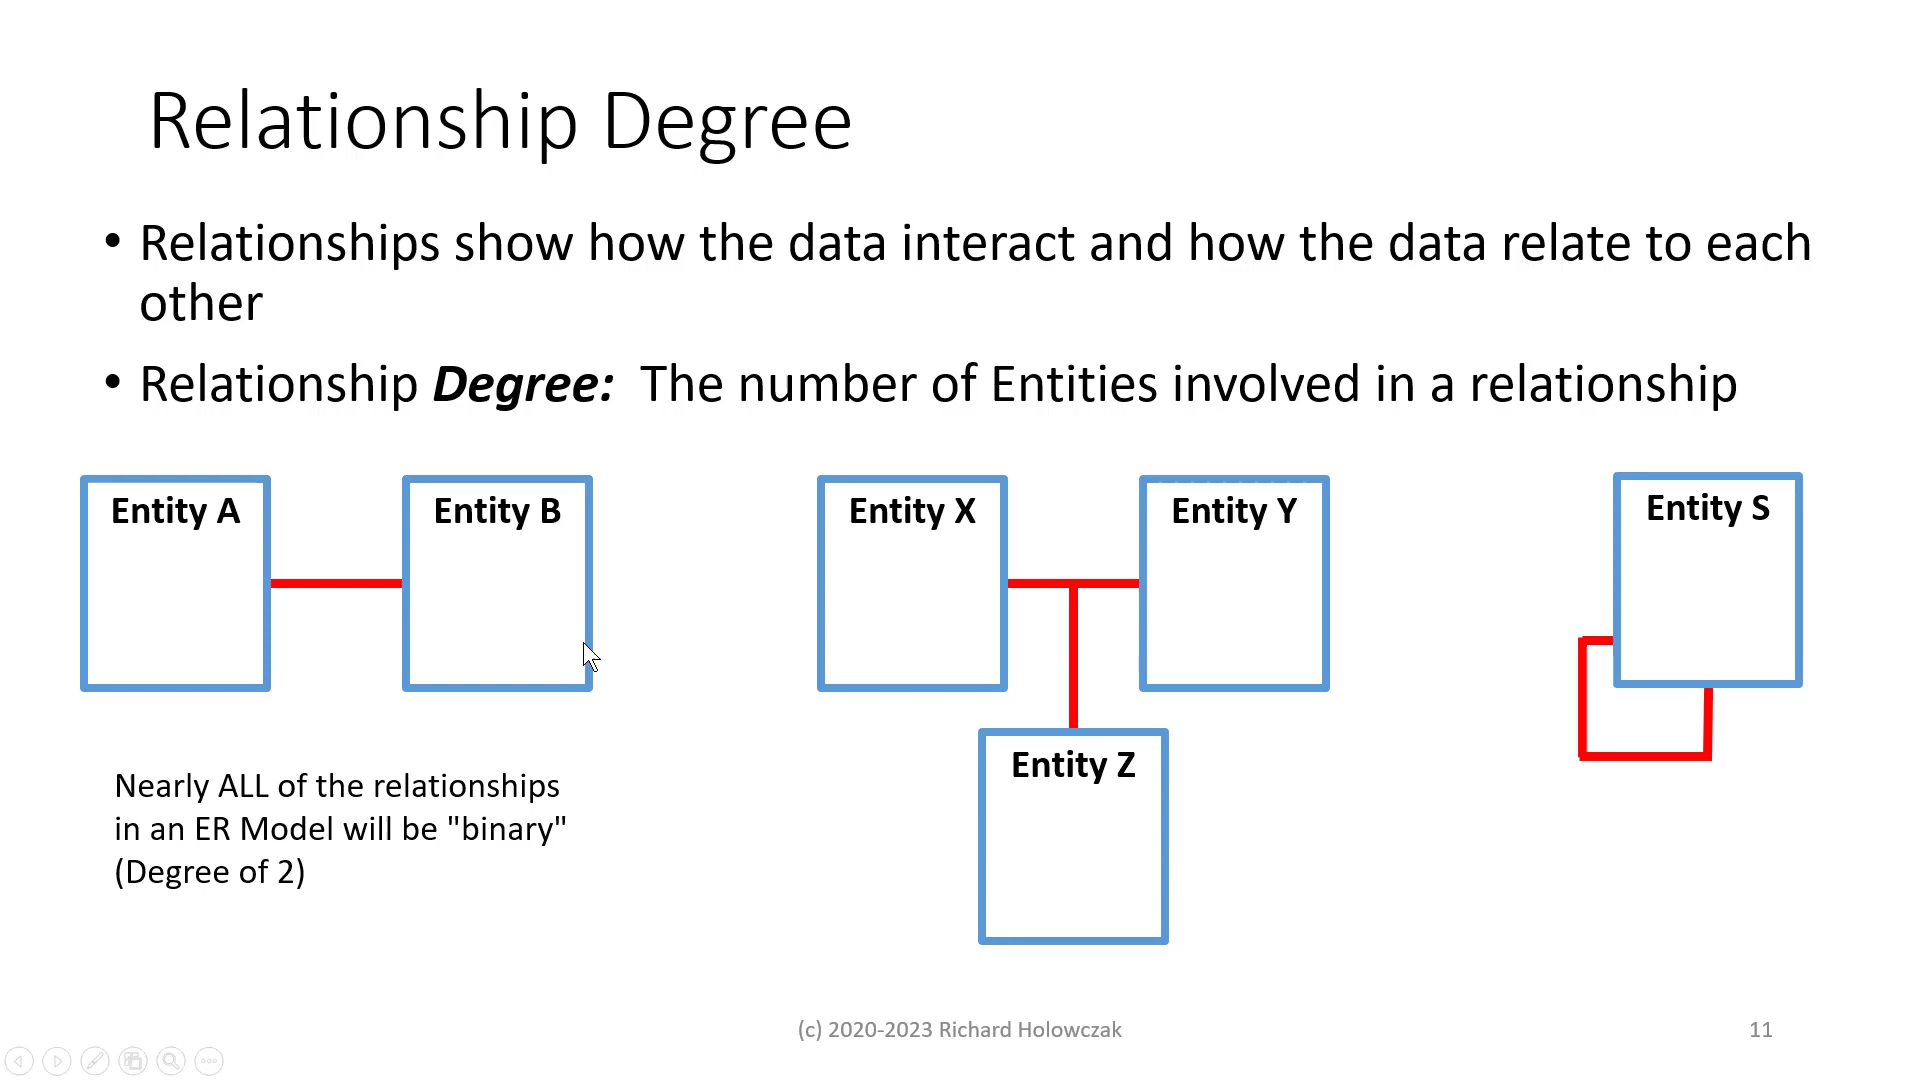 Relationship Degree
• Relationships show how the data interact and how the data relate to each
other
• Relationship Degree:  The number of Entities involved in a relationship
Entity A
Entity B
Entity X
Entity Y
Entity S
Entity Z
Nearly ALL of the relationships
in an ER Model will be "binary"
(Degree of 2)
(c) 2020-2023 Richard Holowczak
11